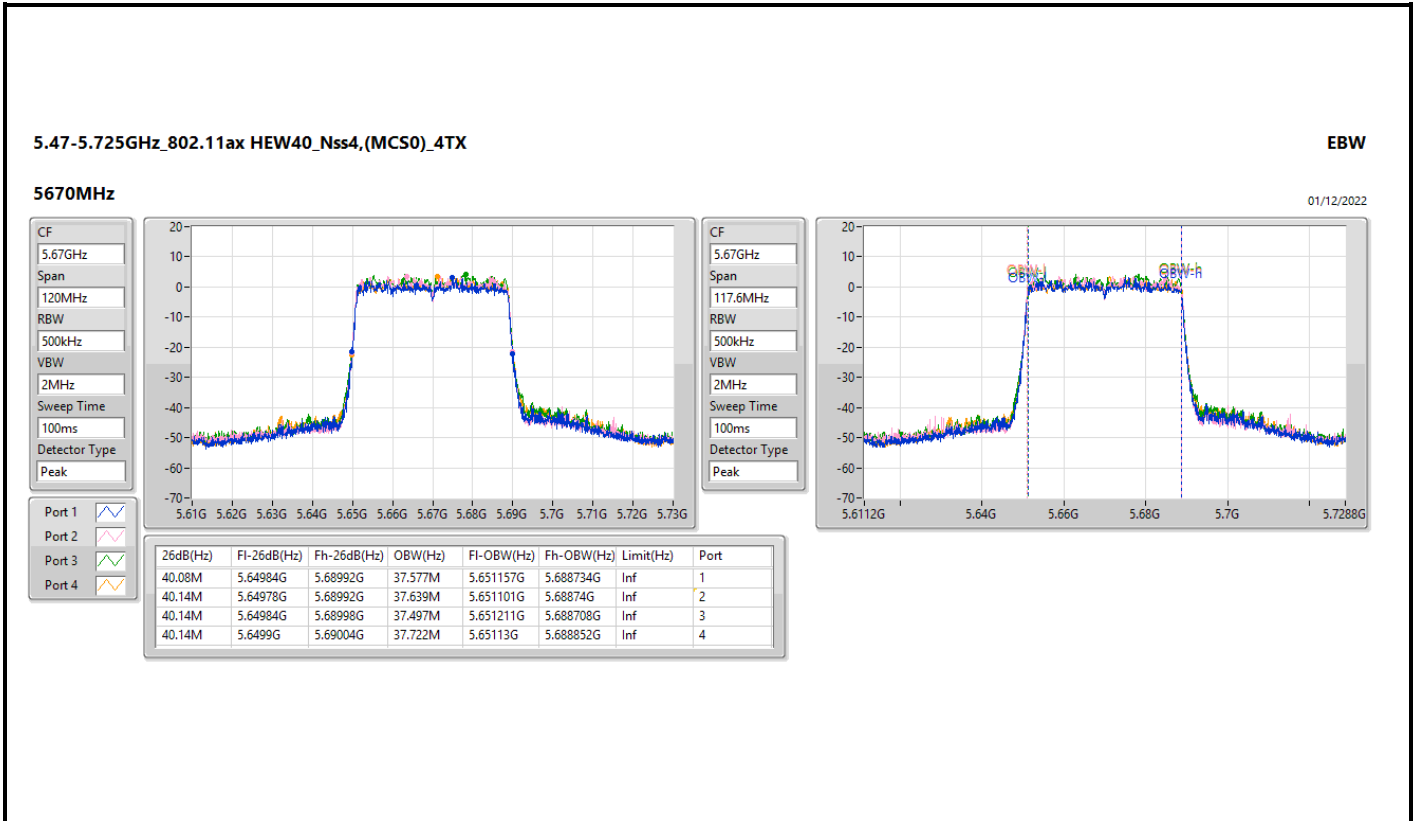 5.47-5.725GHz_802.11ax HEW40_Nss4,(MCS0)_4TX
EBW
5670MHz
01/12/2022
CF
5.67GHz
Span
120MHz
RBW
500kHz
VBW
2MHz
Sweep Time
100ms
Detector Type
Peak
20
10
0
-10
-20
-30
-40
-50
-60
-70
5.61G 5.62G 5.63G 5.64G 5.65G 5.66G 5.67G 5.68G 5.69G 5.7G 5.71G 5.72G 5.73G
CF
5.67GHz
Span
117.6MHz
RBW
500kHz
VBW
2MHz
Sweep Time
100ms
Detector Type
Peak
20
10
0
-10
-20
-30
-40
-50
-60
-70
OBW-l OBW-h
5.6112G 5.64G 5.66G 5.68G 5.7G 5.7288G
Port 1
Port 2
Port 3
Port 4
26dB(Hz) Fl-26dB(Hz) Fh-26dB(Hz) OBW(Hz) Fl-OBW(Hz) Fh-OBW(Hz) Limit(Hz) Port
40.08M 5.64984G 5.68992G 37.577M 5.651157G 5.688734G Inf 1
40.14M 5.64978G 5.68992G 37.639M 5.651101G 5.68874G Inf 2
40.14M 5.64984G 5.68998G 37.497M 5.651211G 5.688708G Inf 3
40.14M 5.6499G 5.69004G 37.722M 5.65113G 5.688852G Inf 4